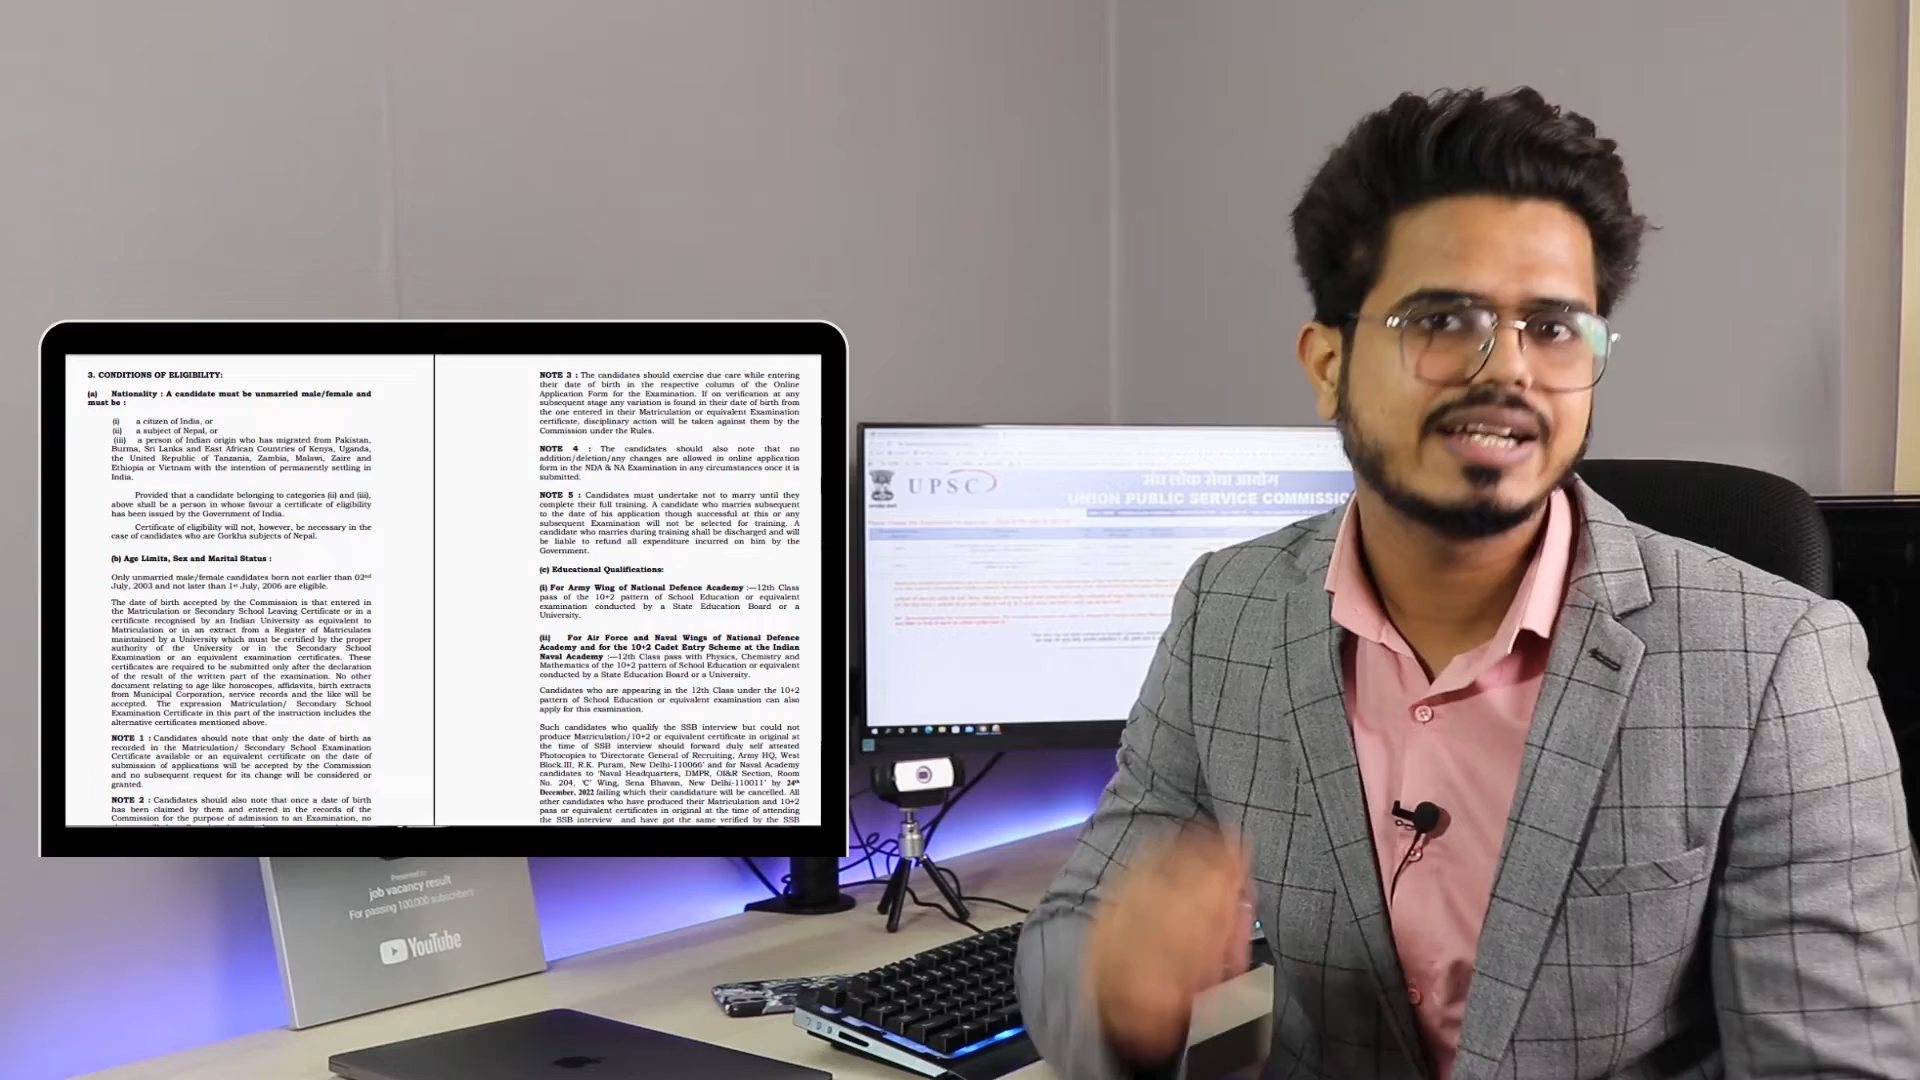 3. CONDITIONS OF ELIGIBILITY:
(a) Nationality : A candidate must be unmarried male/female and
must be :
(i) a citizen of India, or
(ii) a subject of Nepal, or
(iii) a person of Indian origin who has migrated from Pakistan,
Burma, Sri Lanka and East African Countries of Kenya, Uganda,
the United Republic of Tanzania, Zambia, Malawi, Zaire and
Ethiopia or Vietnam with the intention of permanently settling in
India.
Provided that a candidate belonging to categories (ii) and (iii),
above shall be a person in whose favour a certificate of eligibility
has been issued by the Government of India.
Certificate of eligibility will not, however, be necessary in the
case of candidates who are Gorkha subjects of Nepal.
(b) Age Limits, Sex and Marital Status :
Only unmarried male/female candidates born not earlier than 02nd
July, 2003 and not later than 1st July, 2006 are eligible.
The date of birth accepted by the Commission is that entered in
the Matriculation or Secondary School Leaving Certificate or in a
certificate recognised by an Indian University as equivalent to
Matriculation or in an extract from a Register of Matriculates
maintained by a University which must be certified by the proper
authority of the University or in the Secondary School
Examination or an equivalent examination certificates. These
certificates are required to be submitted only after the declaration
of the result of the written part of the examination. No other
document relating to age like horoscopes, affidavits, birth extracts
from Municipal Corporation, service records and the like will be
accepted. The expression Matriculation/ Secondary School
Examination Certificate in this part of the instruction includes the
alternative certificates mentioned above.
NOTE 1 : Candidates should note that only the date of birth as
recorded in the Matriculation/ Secondary School Examination
Certificate available or an equivalent certificate on the date of
submission of applications will be accepted by the Commission
and no subsequent request for its change will be considered or
granted.
NOTE 2 : Candidates should also note that once a date of birth
has been claimed by them and entered in the records of the
Commission for the purpose of admission to an Examination, no
NOTE 3 : The candidates should exercise due care while entering
their date of birth in the respective column of the Online
Application Form for the Examination. If on verification at any
subsequent stage any variation is found in their date of birth from
the one entered in their Matriculation or equivalent Examination
certificate, disciplinary action will be taken against them by the
Commission under the Rules.
NOTE 4 : The candidates should also note that no
addition/deletion/any changes are allowed in online application
form in the NDA & NA Examination in any circumstances once it is
submitted.
NOTE 5 : Candidates must undertake not to marry until they
complete their full training. A candidate who marries subsequent
to the date of his application though successful at this or any
subsequent Examination will not be selected for training. A
candidate who marries during training shall be discharged and will
be liable to refund all expenditure incurred on him by the
Government.
(c) Educational Qualifications:
(i) For Army Wing of National Defence Academy :—12th Class
pass of the 10+2 pattern of School Education or equivalent
examination conducted by a State Education Board or a
University.
(ii) For Air Force and Naval Wings of National Defence
Academy and for the 10+2 Cadet Entry Scheme at the Indian
Naval Academy :—12th Class pass with Physics, Chemistry and
Mathematics of the 10+2 pattern of School Education or equivalent
conducted by a State Education Board or a University.
Candidates who are appearing in the 12th Class under the 10+2
pattern of School Education or equivalent examination can also
apply for this examination.
Such candidates who qualify the SSB interview but could not
produce Matriculation/10+2 or equivalent certificate in original at
the time of SSB interview should forward duly self attested
Photocopies to 'Directorate General of Recruiting, Army HQ, West
Block.III, R.K. Puram, New Delhi-110066' and for Naval Academy
candidates to 'Naval Headquarters, DMPR, OI&R Section, Room
No. 204, 'C' Wing, Sena Bhavan, New Delhi-110011' by 24th
December, 2022 failing which their candidature will be cancelled. All
other candidates who have produced their Matriculation and 10+2
pass or equivalent certificates in original at the time of attending
the SSB interview and have got the same verified by the SSB
UPSC
संघ लोक सेवा आयोग
UNION PUBLIC SERVICE COMMISSIO
Presented to
job vacancy result
For passing 100,000 subscribers
YouTube